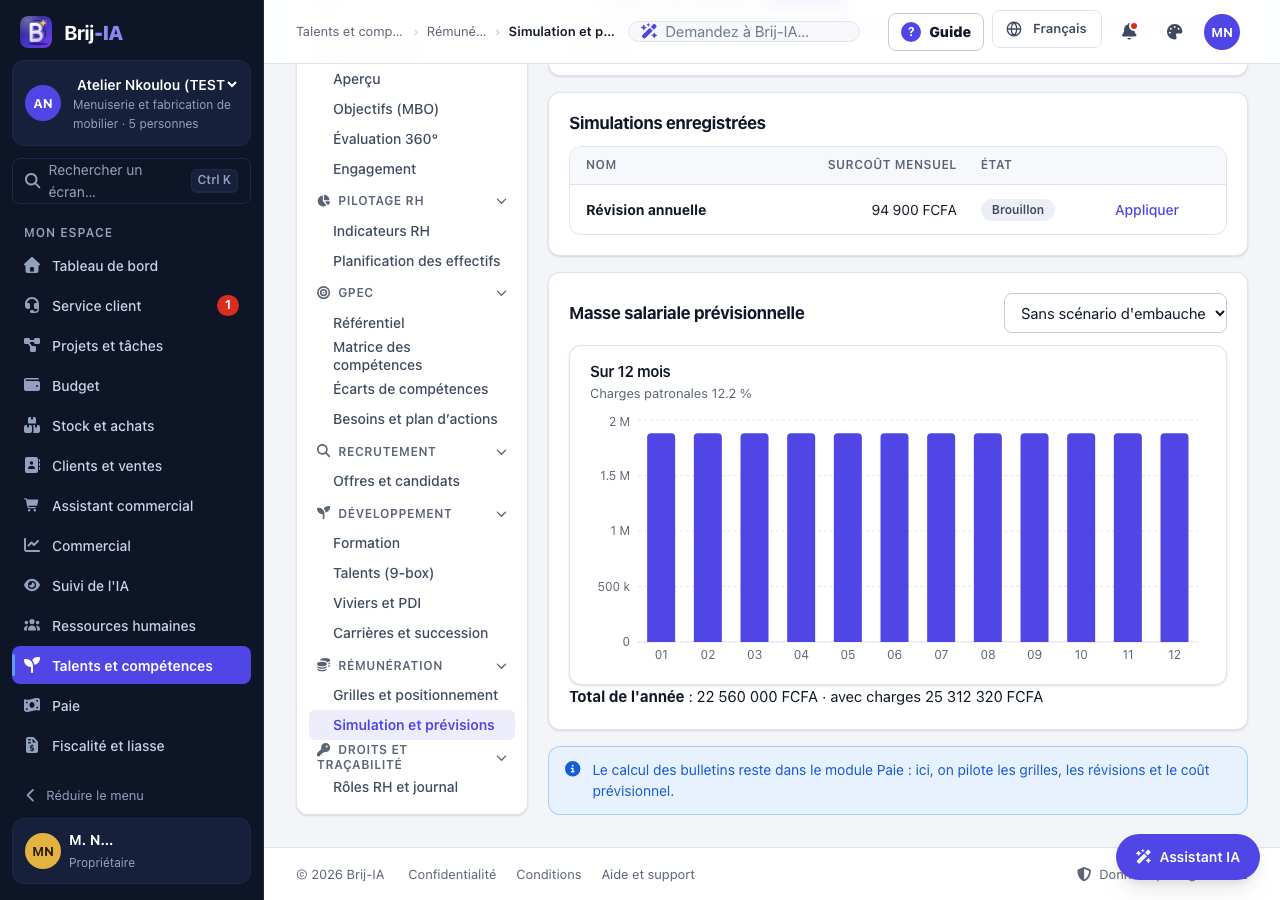 Brij-IA
AN
Atelier Nkoulou (TEST
Menuiserie et fabrication de
mobilier · 5 personnes
Rechercher un
écran...
Ctrl K
MON ESPACE
Tableau de bord
Service client
1
Projets et tâches
Budget
Stock et achats
Clients et ventes
Assistant commercial
Commercial
Suivi de l'IA
Ressources humaines
Talents et compétences
Paie
Fiscalité et liasse
Réduire le menu
MN
M. N...
Propriétaire
Talents et comp... › Rémuné... › Simulation et p...
Demandez à Brij-IA...
? Guide
Français
MN
Aperçu
Objectifs (MBO)
Évaluation 360°
Engagement
PILOTAGE RH
Indicateurs RH
Planification des effectifs
GPEC
Référentiel
Matrice des
compétences
Écarts de compétences
Besoins et plan d'actions
RECRUTEMENT
Offres et candidats
DÉVELOPPEMENT
Formation
Talents (9-box)
Viviers et PDI
Carrières et succession
RÉMUNÉRATION
Grilles et positionnement
Simulation et prévisions
DROITS ET
TRAÇABILITÉ
Rôles RH et journal
Simulations enregistrées
NOM SURCOÛT MENSUEL ÉTAT
Révision annuelle 94 900 FCFA Brouillon Appliquer
Masse salariale prévisionnelle
Sans scénario d'embauche
Sur 12 mois
Charges patronales 12.2 %
2 M
1.5 M
1 M
500 k
0
01 02 03 04 05 06 07 08 09 10 11 12
Total de l'année : 22 560 000 FCFA · avec charges 25 312 320 FCFA
Le calcul des bulletins reste dans le module Paie : ici, on pilote les grilles, les révisions et le coût
prévisionnel.
© 2026 Brij-IA Confidentialité Conditions Aide et support
Assistant IA